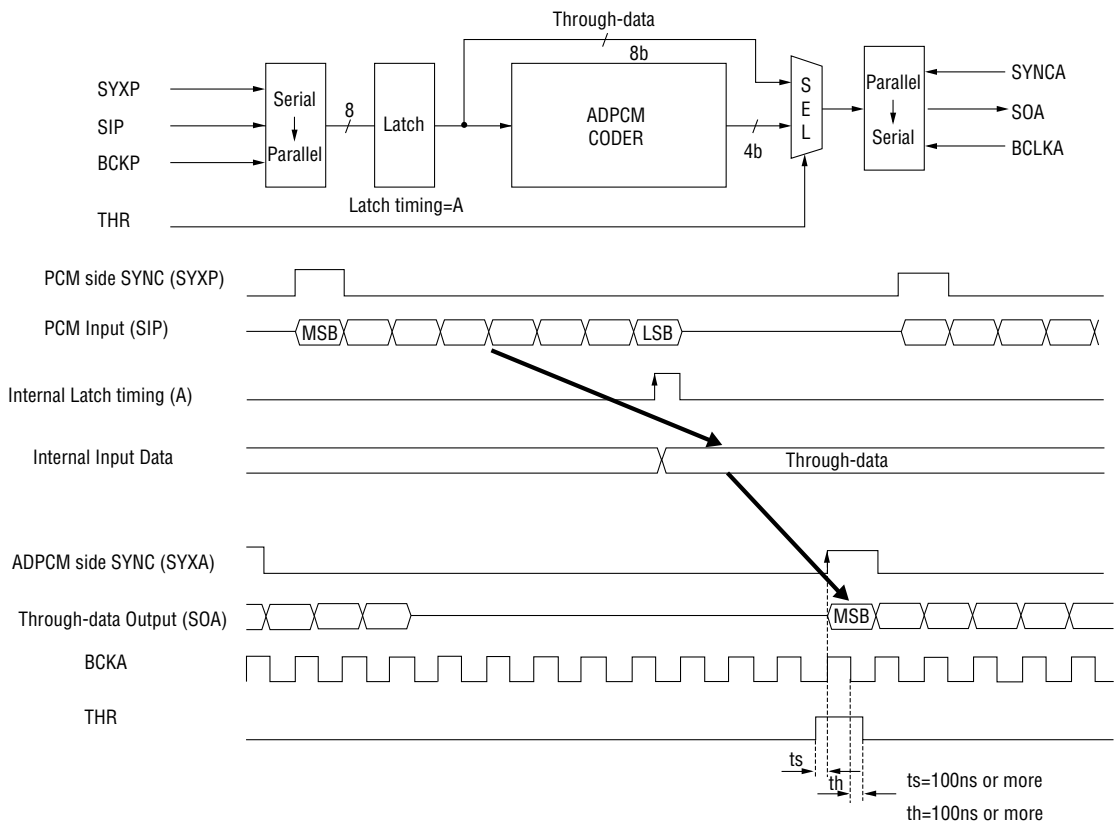 Through-data
8b
SYXP
SIP
BCKP
THR
Serial
Parallel
8
Latch
Latch timing=A
ADPCM
CODER
4b
S
E
L
Parallel
Serial
SYNCA
SOA
BCLKA
PCM side SYNC (SYXP)
PCM Input (SIP)
MSB
LSB
Internal Latch timing (A)
Internal Input Data
Through-data
ADPCM side SYNC (SYXA)
Through-data Output (SOA)
MSB
BCKA
THR
ts
th
ts=100ns or more
th=100ns or more